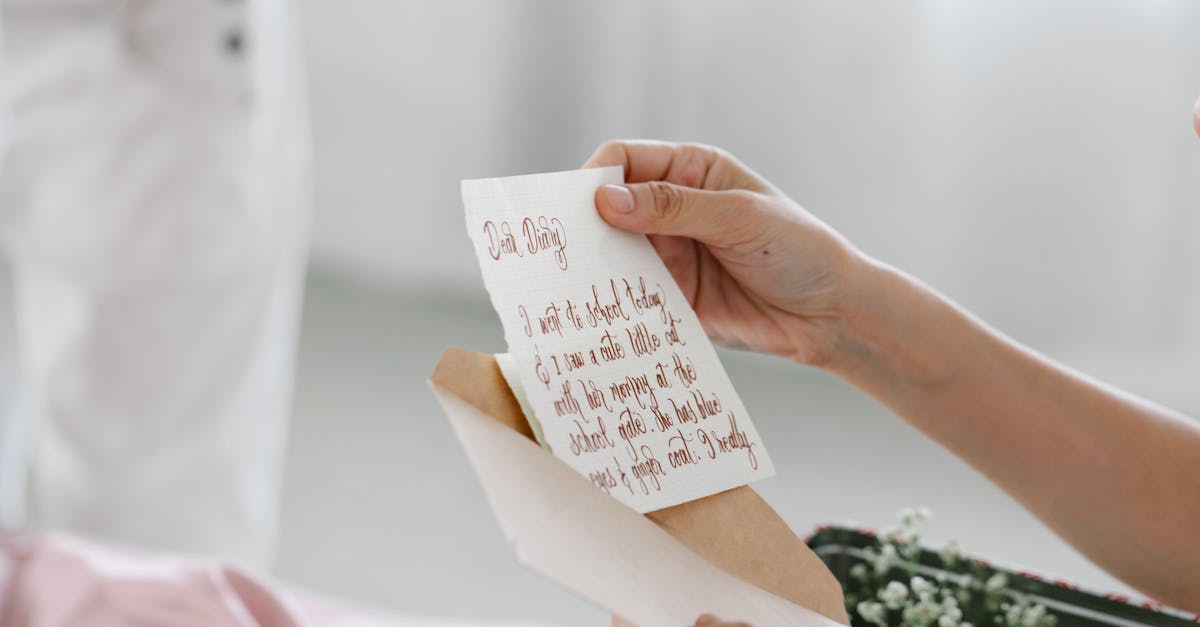 Dear Diary
I went to school today
& I saw a cute little cat
with her mommy at the
school gate. She has blue
eyes & ginger coat. I really